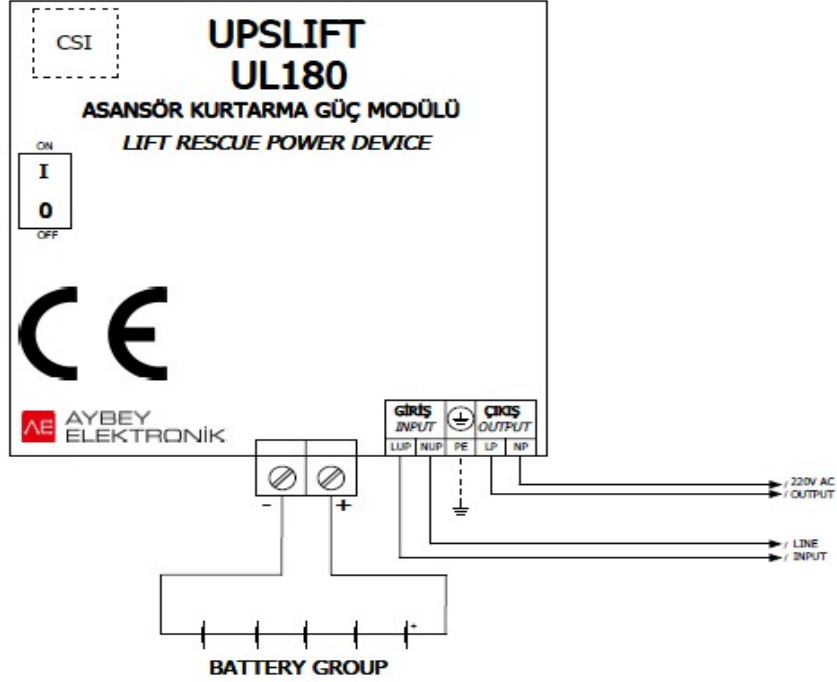 CSI
UPSLIFT
UL180
ASANSÖR KURTARMA GÜÇ MODÜLÜ
LIFT RESCUE POWER DEVICE
ON
I
0
OFF
CE
AE AYBEY
ELEKTRONİK
GİRİŞ
INPUT
ÇIKIŞ
OUTPUT
LUP NUP PE LP NP
- +
/ 220V AC
/ OUTPUT
/ LINE
/ INPUT
+
BATTERY GROUP